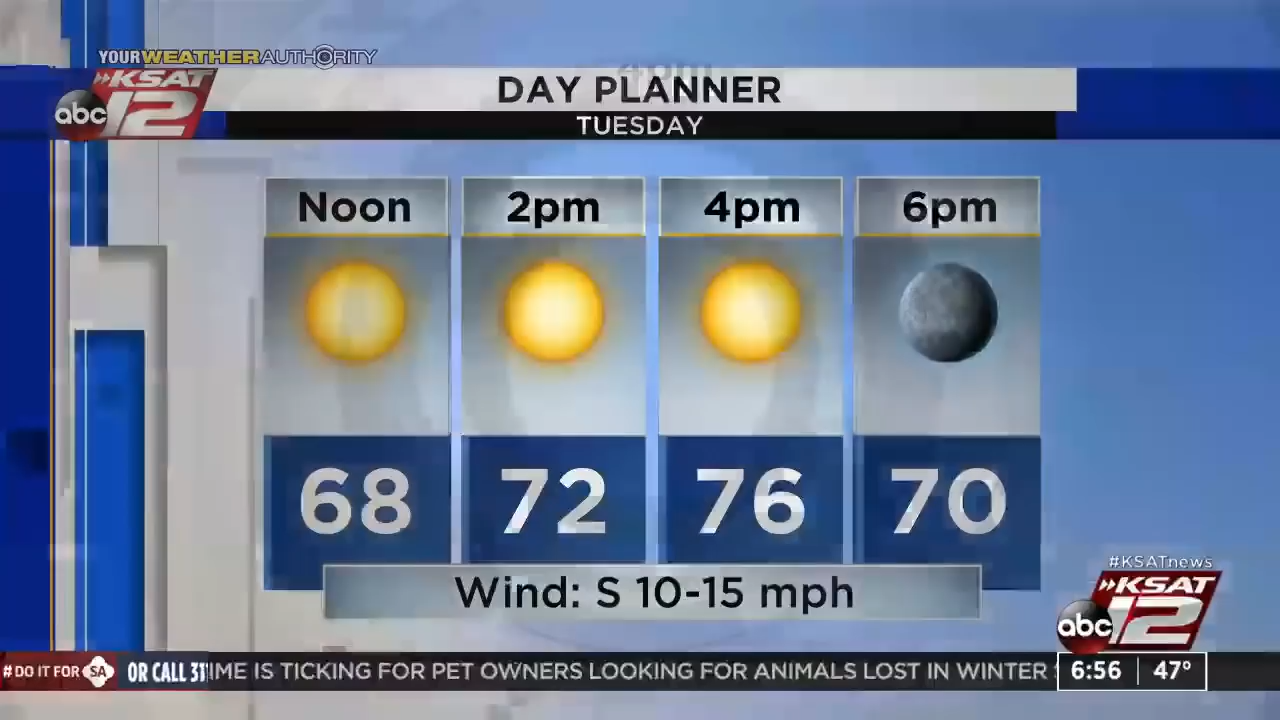 YOURWEATHERAUTHORITY
KSAT
abc 12
DAY PLANNER
TUESDAY
Noon 2pm 4pm 6pm
68 72 76 70
Wind: S 10-15 mph
#KSATnews
KSAT
abc 12
#DO IT FOR SA OR CALL 311 IME IS TICKING FOR PET OWNERS LOOKING FOR ANIMALS LOST IN WINTER 6:56 47°